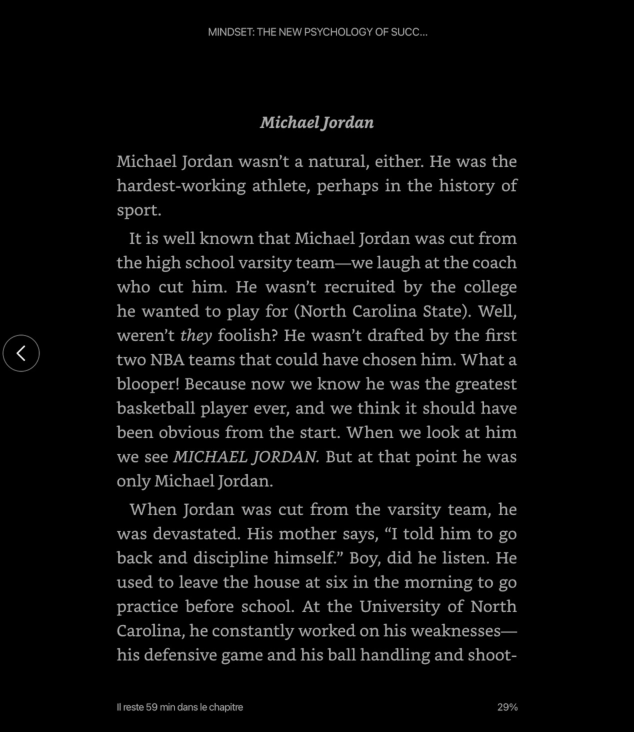 MINDSET: THE NEW PSYCHOLOGY OF SUCC...
Michael Jordan
Michael Jordan wasn’t a natural, either. He was the
hardest-working athlete, perhaps in the history of
sport.
It is well known that Michael Jordan was cut from
the high school varsity team—we laugh at the coach
who cut him. He wasn’t recruited by the college
he wanted to play for (North Carolina State). Well,
weren’t they foolish? He wasn’t drafted by the first
two NBA teams that could have chosen him. What a
blooper! Because now we know he was the greatest
basketball player ever, and we think it should have
been obvious from the start. When we look at him
we see MICHAEL JORDAN. But at that point he was
only Michael Jordan.
When Jordan was cut from the varsity team, he
was devastated. His mother says, “I told him to go
back and discipline himself.” Boy, did he listen. He
used to leave the house at six in the morning to go
practice before school. At the University of North
Carolina, he constantly worked on his weaknesses—
his defensive game and his ball handling and shoot-
Il reste 59 min dans le chapitre
29%